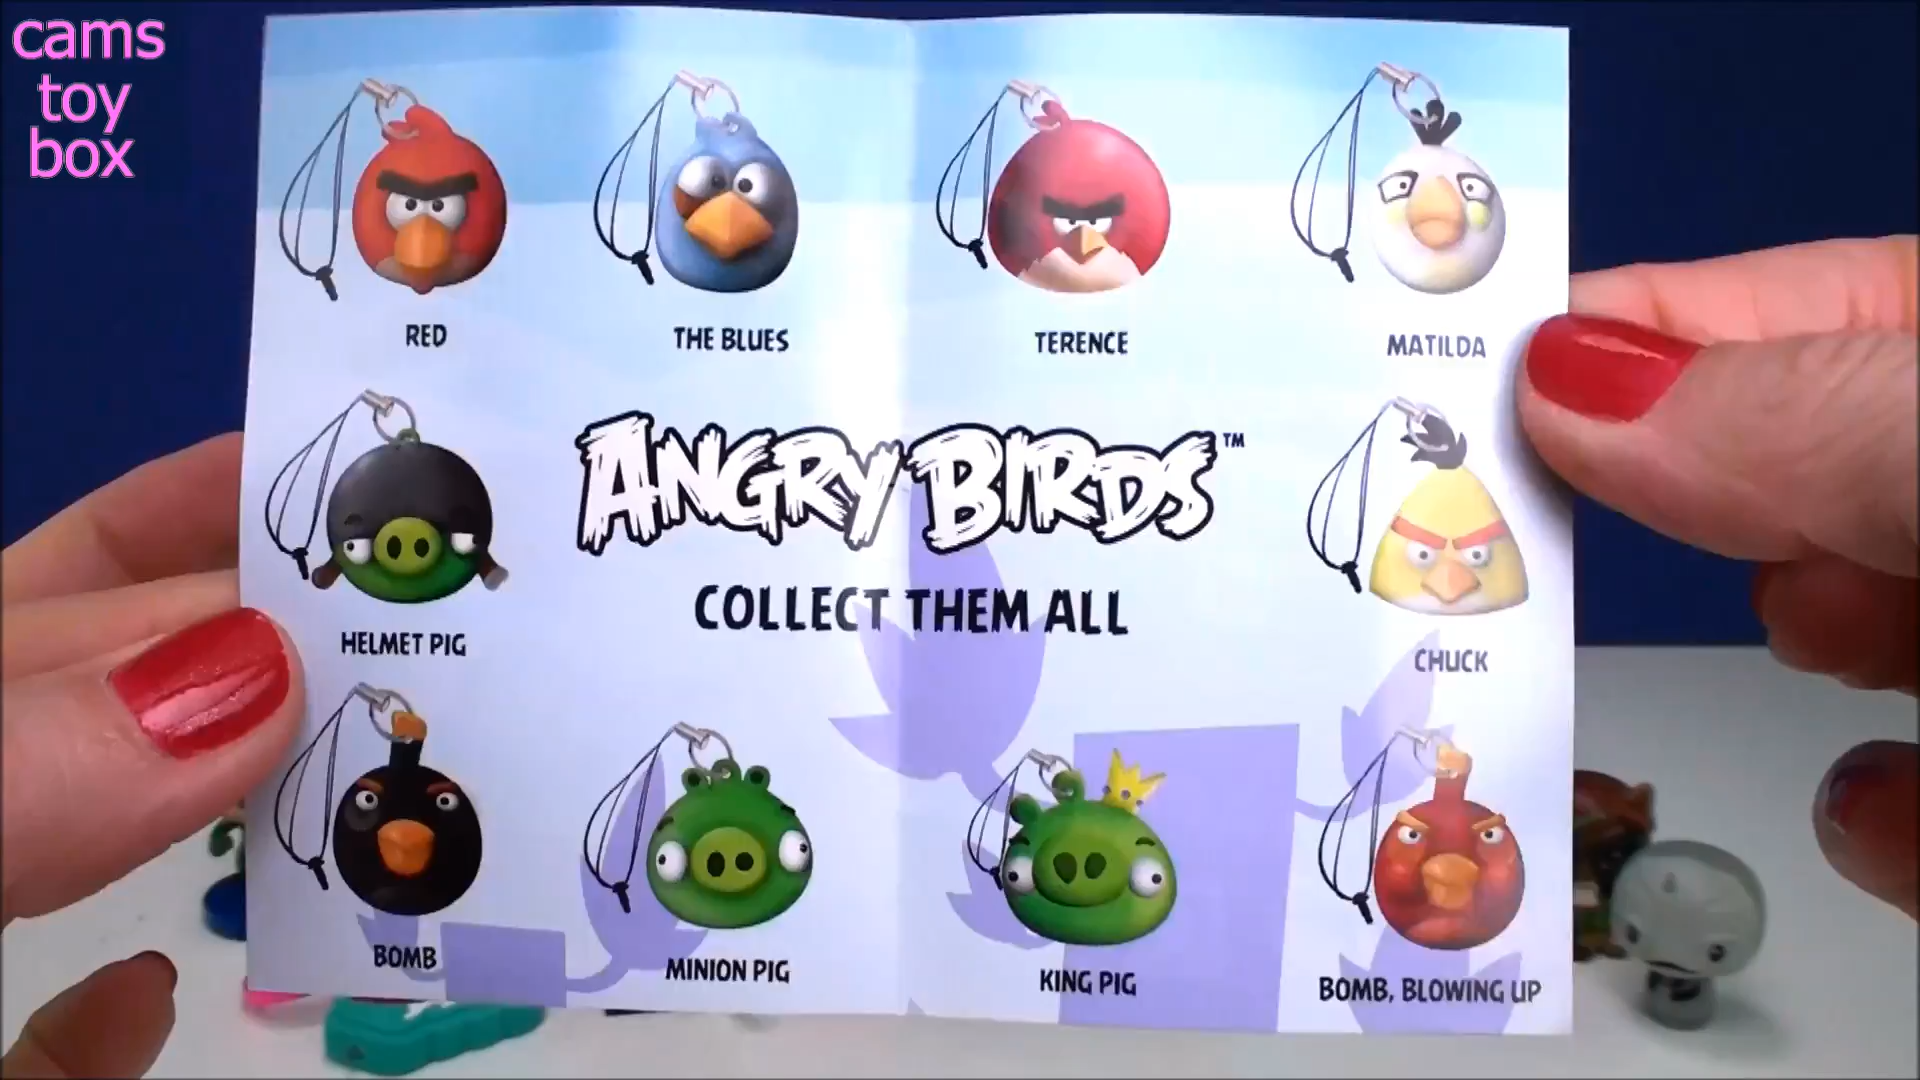 cams
toy
box
RED
THE BLUES
TERENCE
MATILDA
ANGRY BIRDS™
COLLECT THEM ALL
HELMET PIG
CHUCK
BOMB
MINION PIG
KING PIG
BOMB, BLOWING UP